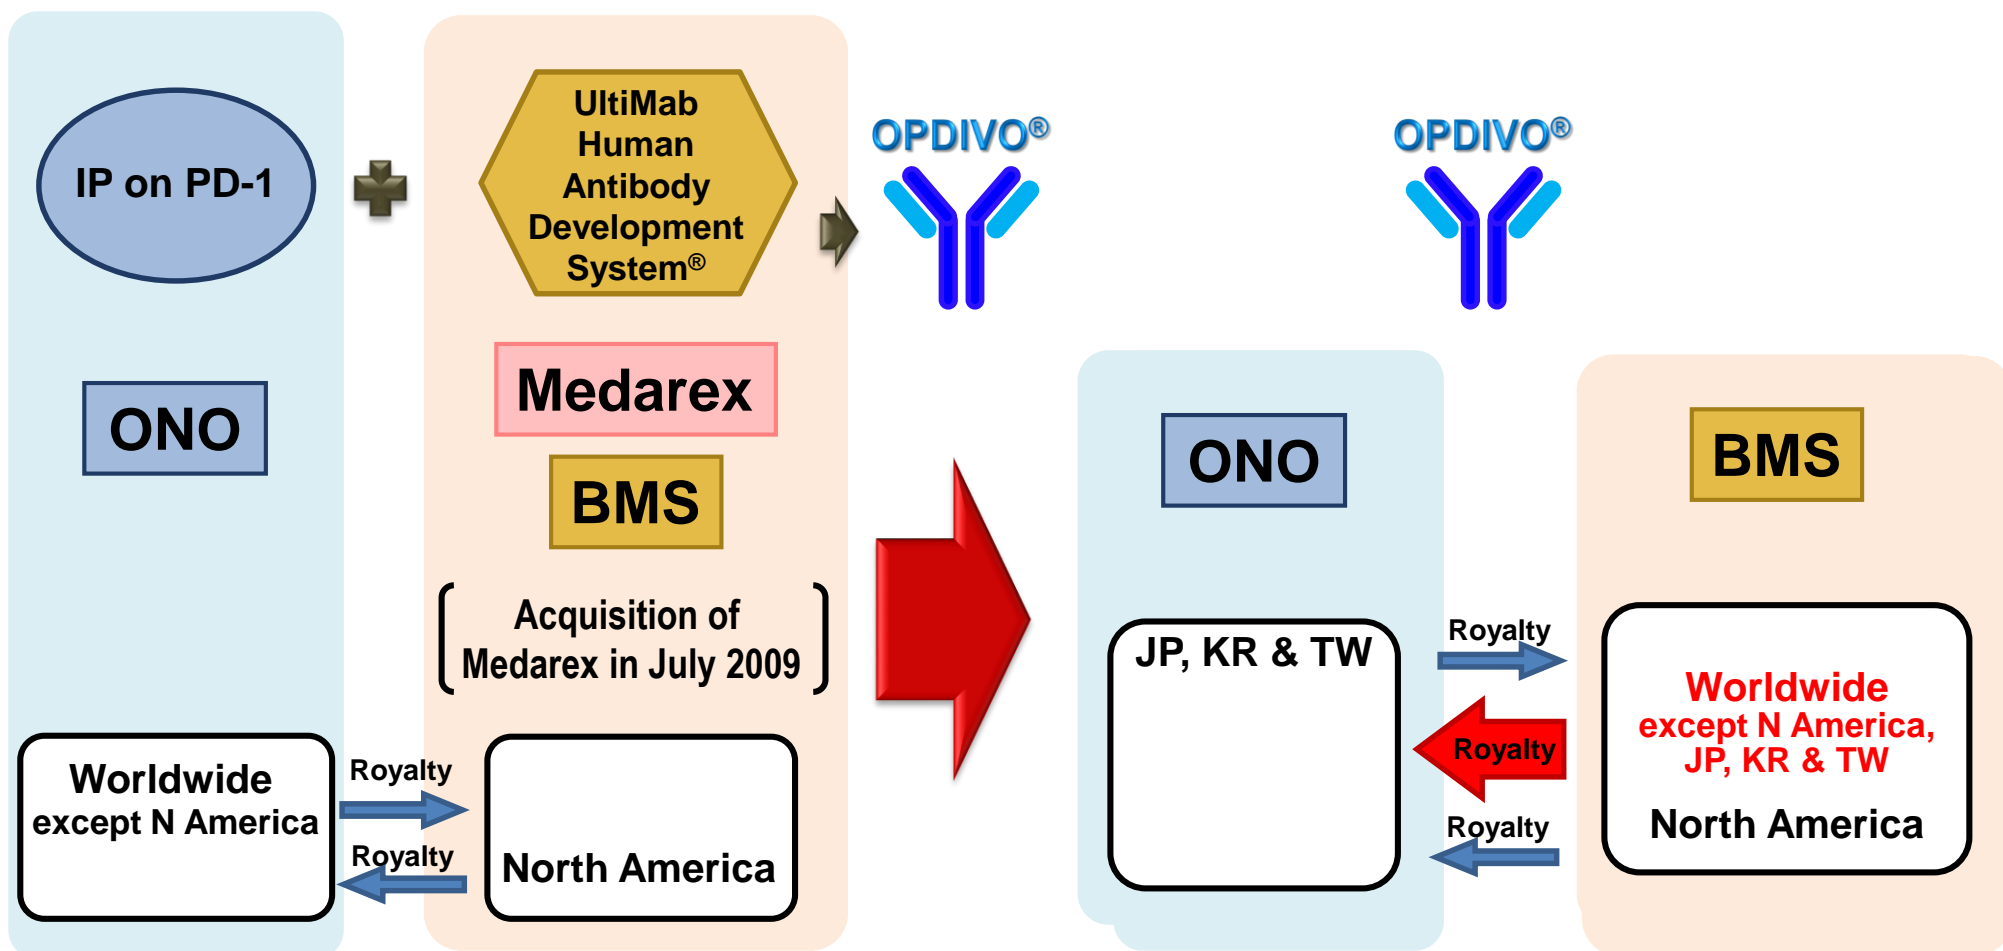 IP on PD-1
UltiMab
Human
Antibody
Development
System®
OPDIVO®
OPDIVO®
ONO
Medarex
BMS
Acquisition of
Medarex in July 2009
Worldwide
except N America
Royalty
Royalty
North America
ONO
BMS
JP, KR & TW
Royalty
Royalty
Royalty
Worldwide
except N America,
JP, KR & TW
North America